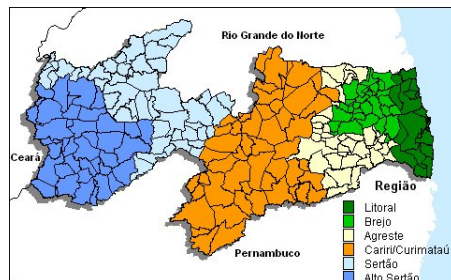 Rio Grande do Norte
Ceará
Pernambuco
Região
Litoral
Brejo
Agreste
Cariri/Curimataú
Sertão
Alto Sertão